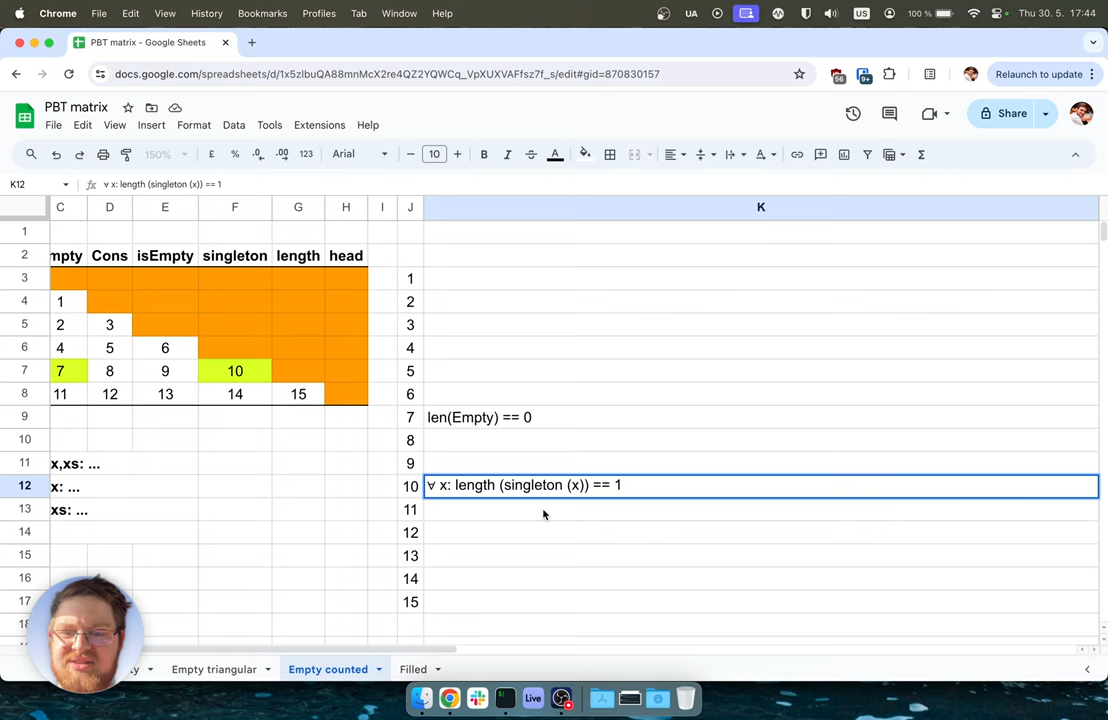 Chrome File Edit View History Bookmarks Profiles Tab Window Help UA US 100 % Thu 30. 5. 17:44
PBT matrix - Google Sheets
docs.google.com/spreadsheets/d/1x5zlbuQA88mnMcX2re4QZ2YQWCq_VpXUXVAFfsz7f_s/edit#gid=870830157 56 9+ Relaunch to update
PBT matrix
File Edit View Insert Format Data Tools Extensions Help Share
150% £ % .0 .00 123 Arial 10 B I A Σ
K12 fx ∀ x: length (singleton (x)) == 1
C D E F G H I J K
1
2 mpty Cons isEmpty singleton length head
3 1
4 1 2
5 2 3 3
6 4 5 6 4
7 7 8 9 10 5
8 11 12 13 14 15 6
9 7 len(Empty) == 0
10 8
11 x,xs: ... 9
12 x: ... 10 ∀ x: length (singleton (x)) == 1
13 xs: ... 11
14 12
15 13
16 14
17 15
18
ty Empty triangular Empty counted Filled
Live